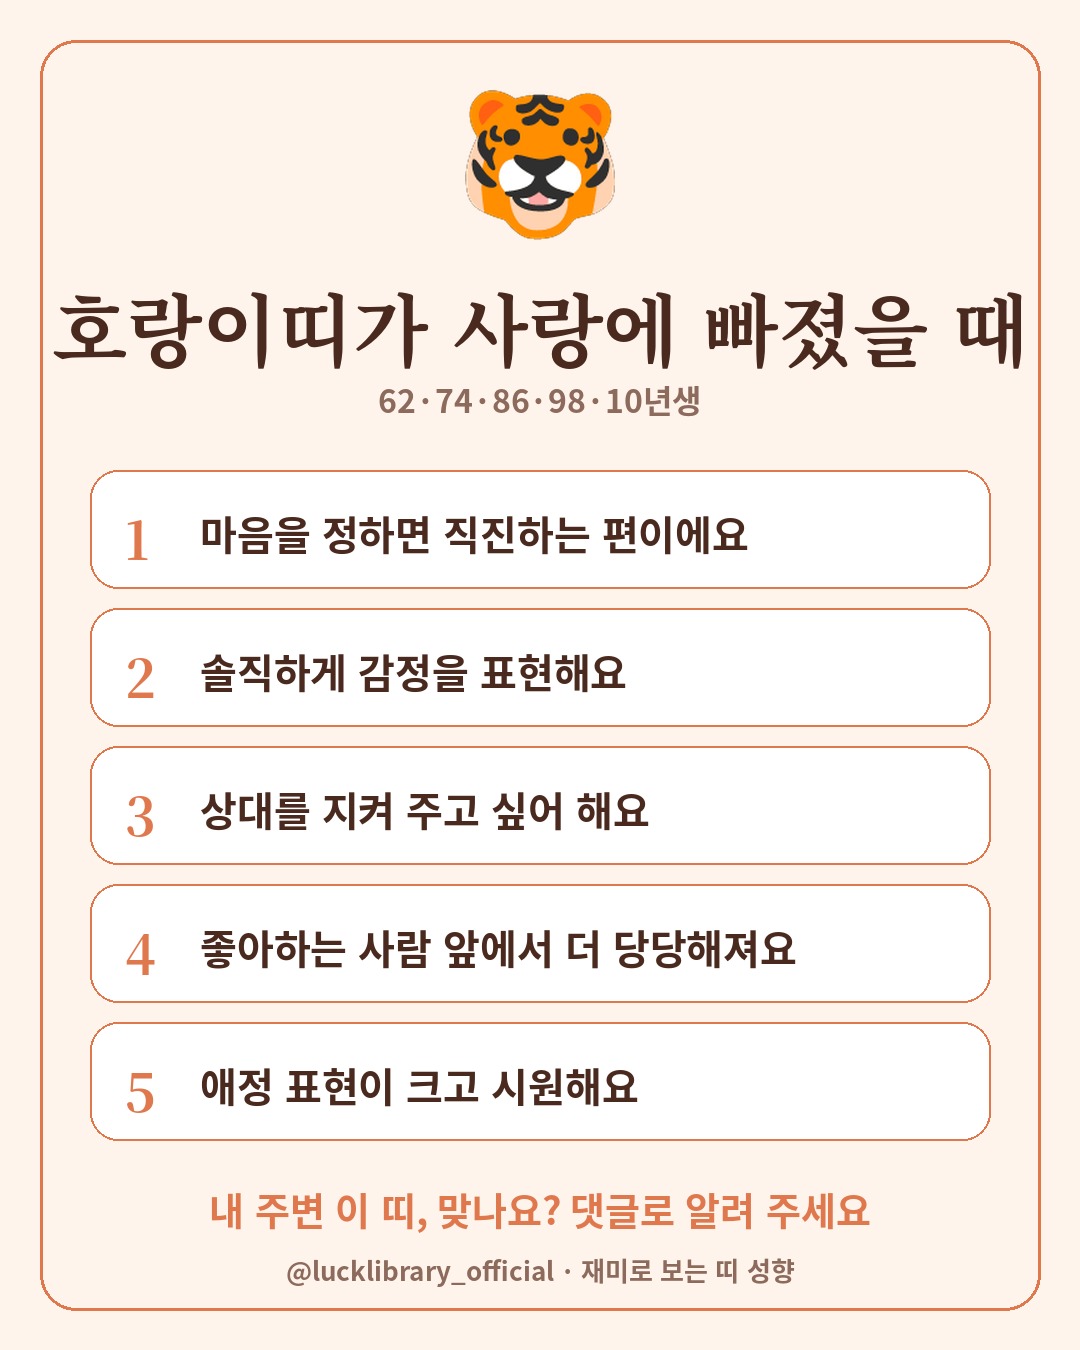 호랑이띠가 사랑에 빠졌을 때
62·74·86·98·10년생
1 마음을 정하면 직진하는 편이에요
2 솔직하게 감정을 표현해요
3 상대를 지켜 주고 싶어 해요
4 좋아하는 사람 앞에서 더 당당해져요
5 애정 표현이 크고 시원해요
내 주변 이 띠, 맞나요? 댓글로 알려 주세요
@lucklibrary_official · 재미로 보는 띠 성향